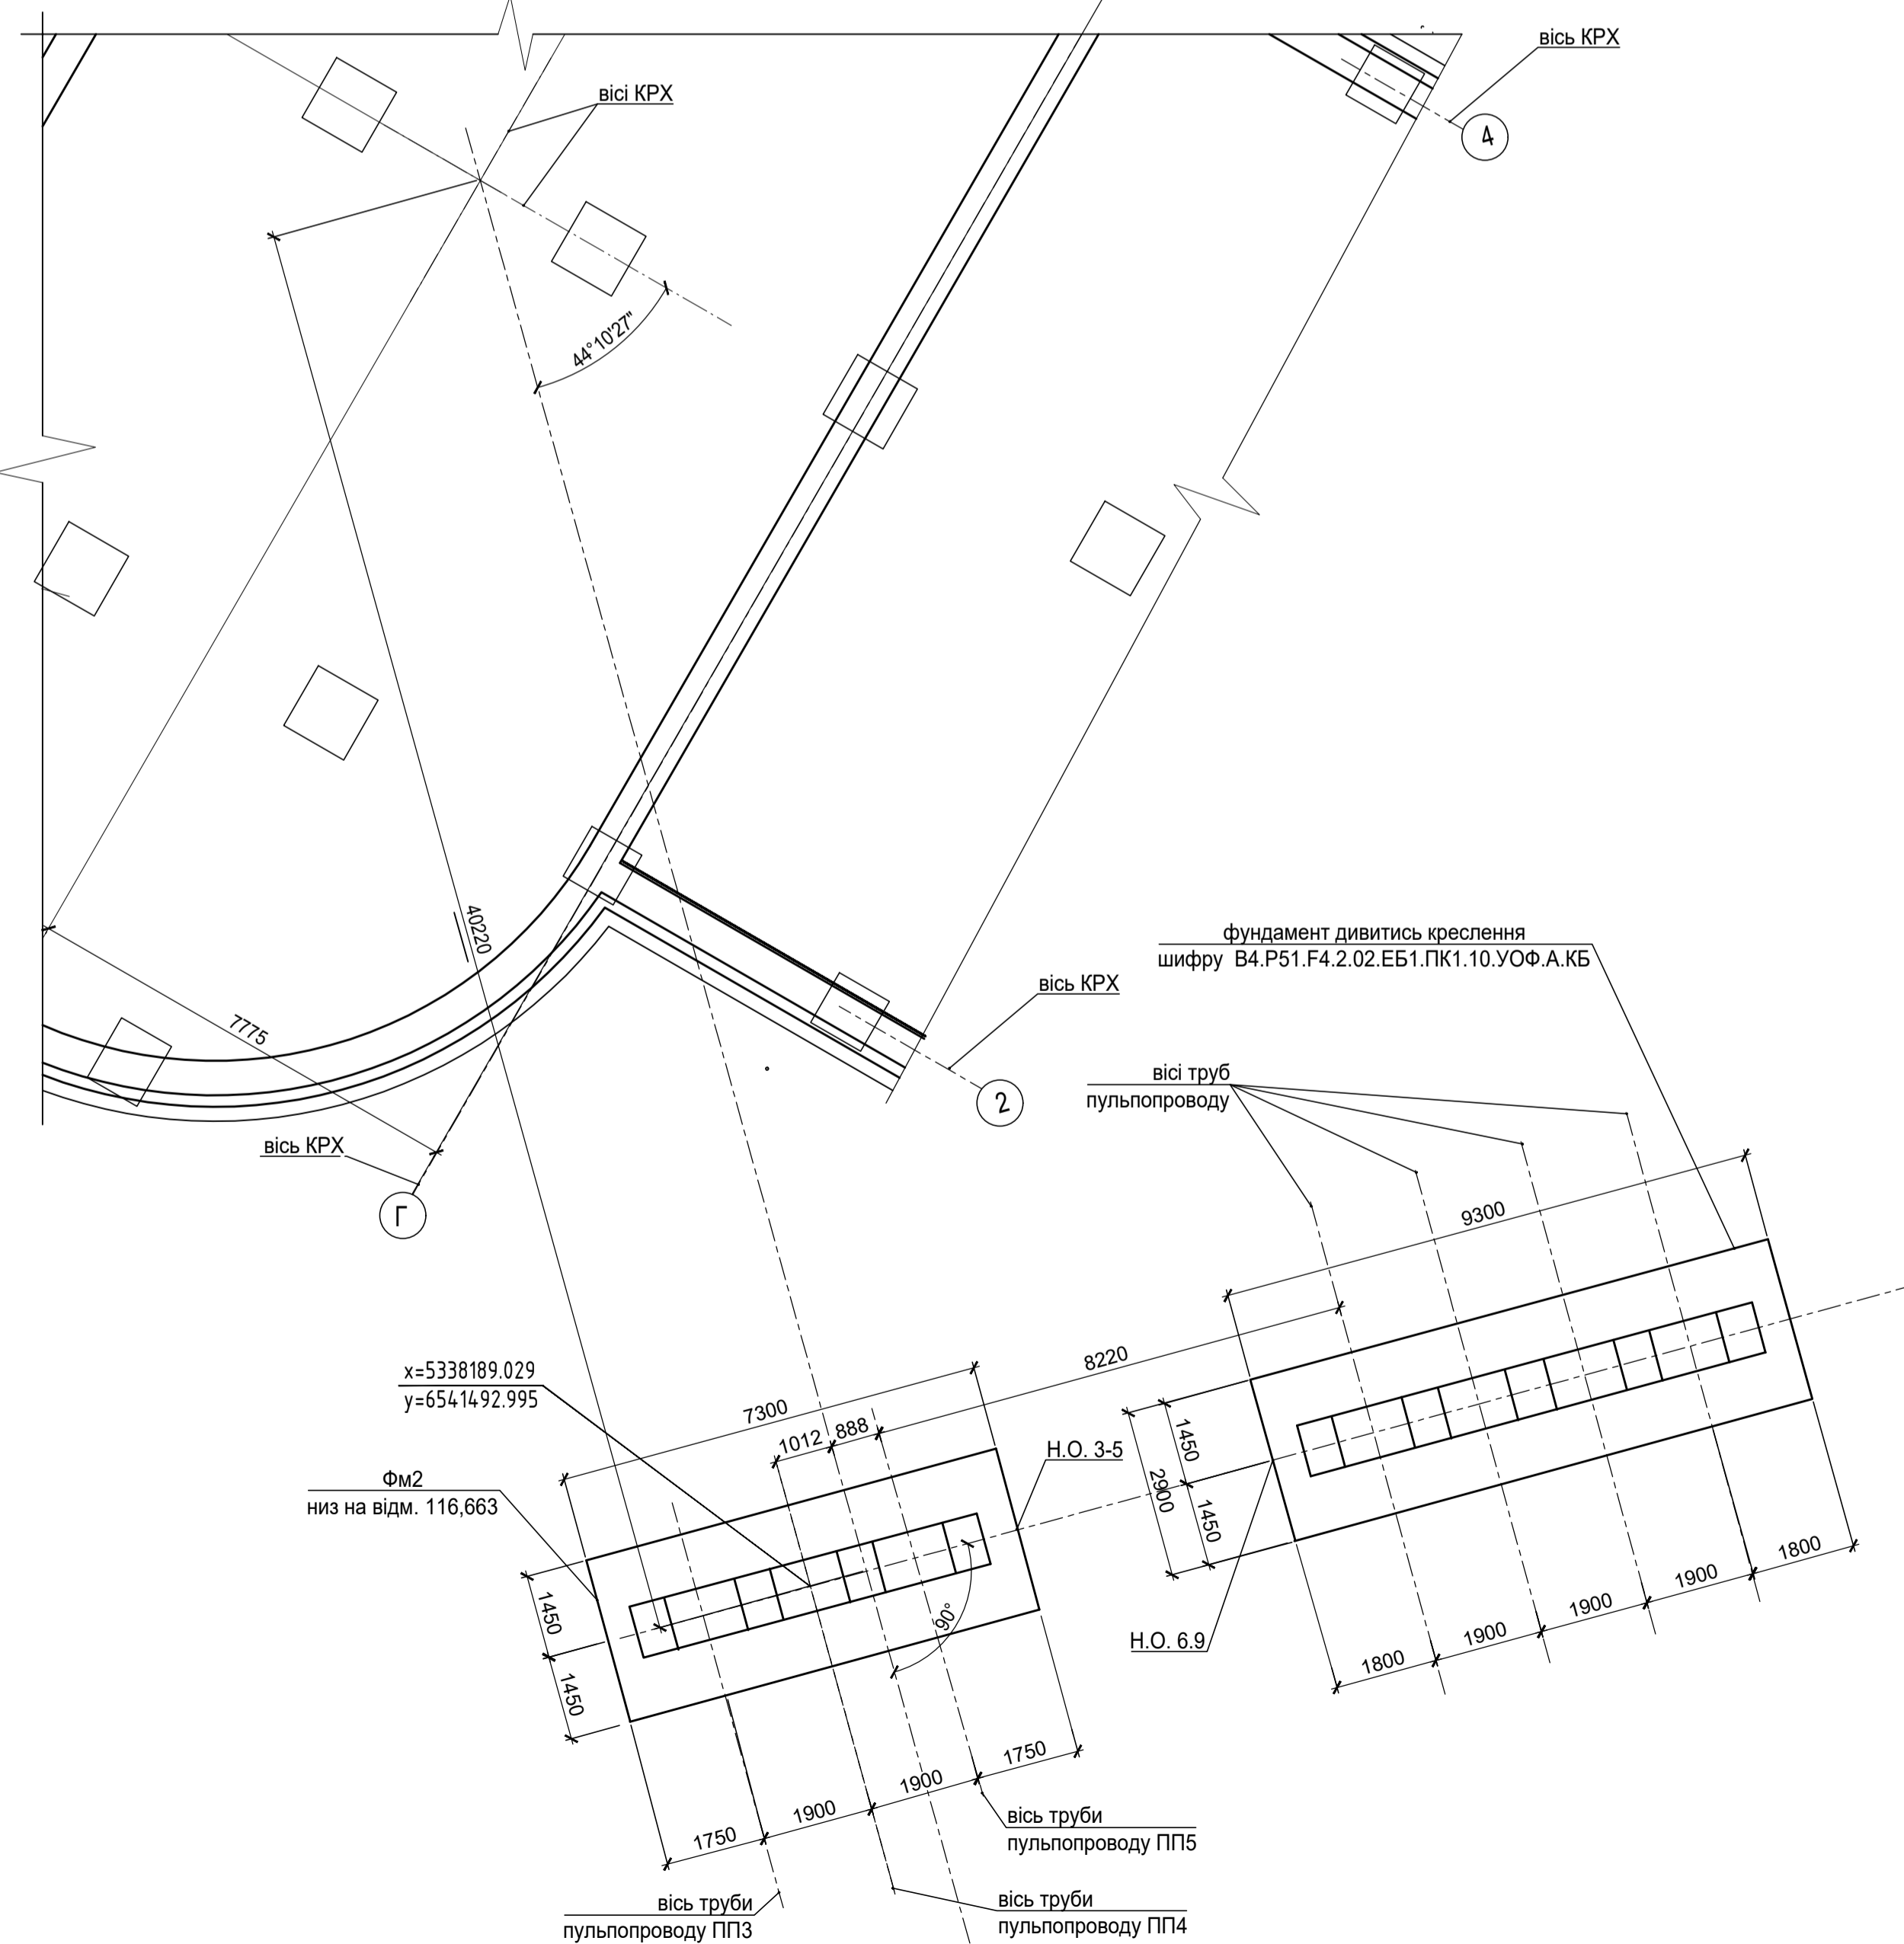 вісь КРХ
4
вісі КРХ
44°10'27"
40220
7775
фундамент дивитись креслення
шифру В4.Р51.F4.2.02.ЕБ1.ПК1.10.УОФ.А.КБ
вісь КРХ
2
вісі труб
пульпопроводу
вісь КРХ
Г
9300
8220
x=5338189.029
y=6541492.995
7300
1012
888
1450
2900
1450
Н.О. 3-5
Фм2
низ на відм. 116,663
1450
1450
90°
Н.О. 6.9
1800
1900
1900
1900
1800
1750
1900
1900
1750
вісь труби
пульпопроводу ПП5
вісь труби
пульпопроводу ПП3
вісь труби
пульпопроводу ПП4